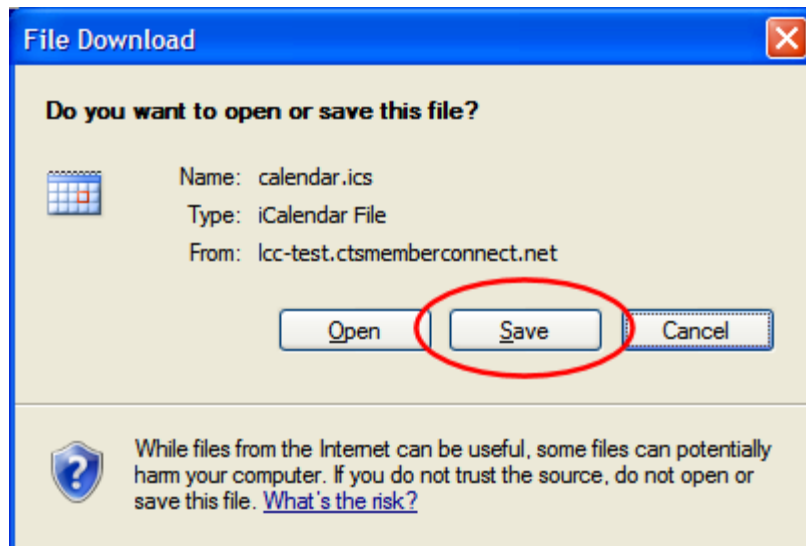 File Download
Do you want to open or save this file?
Name: calendar.ics
Type: iCalendar File
From: lcc-test.ctsmemberconnect.net
Open Save Cancel
While files from the Internet can be useful, some files can potentially
harm your computer. If you do not trust the source, do not open or
save this file. What's the risk?